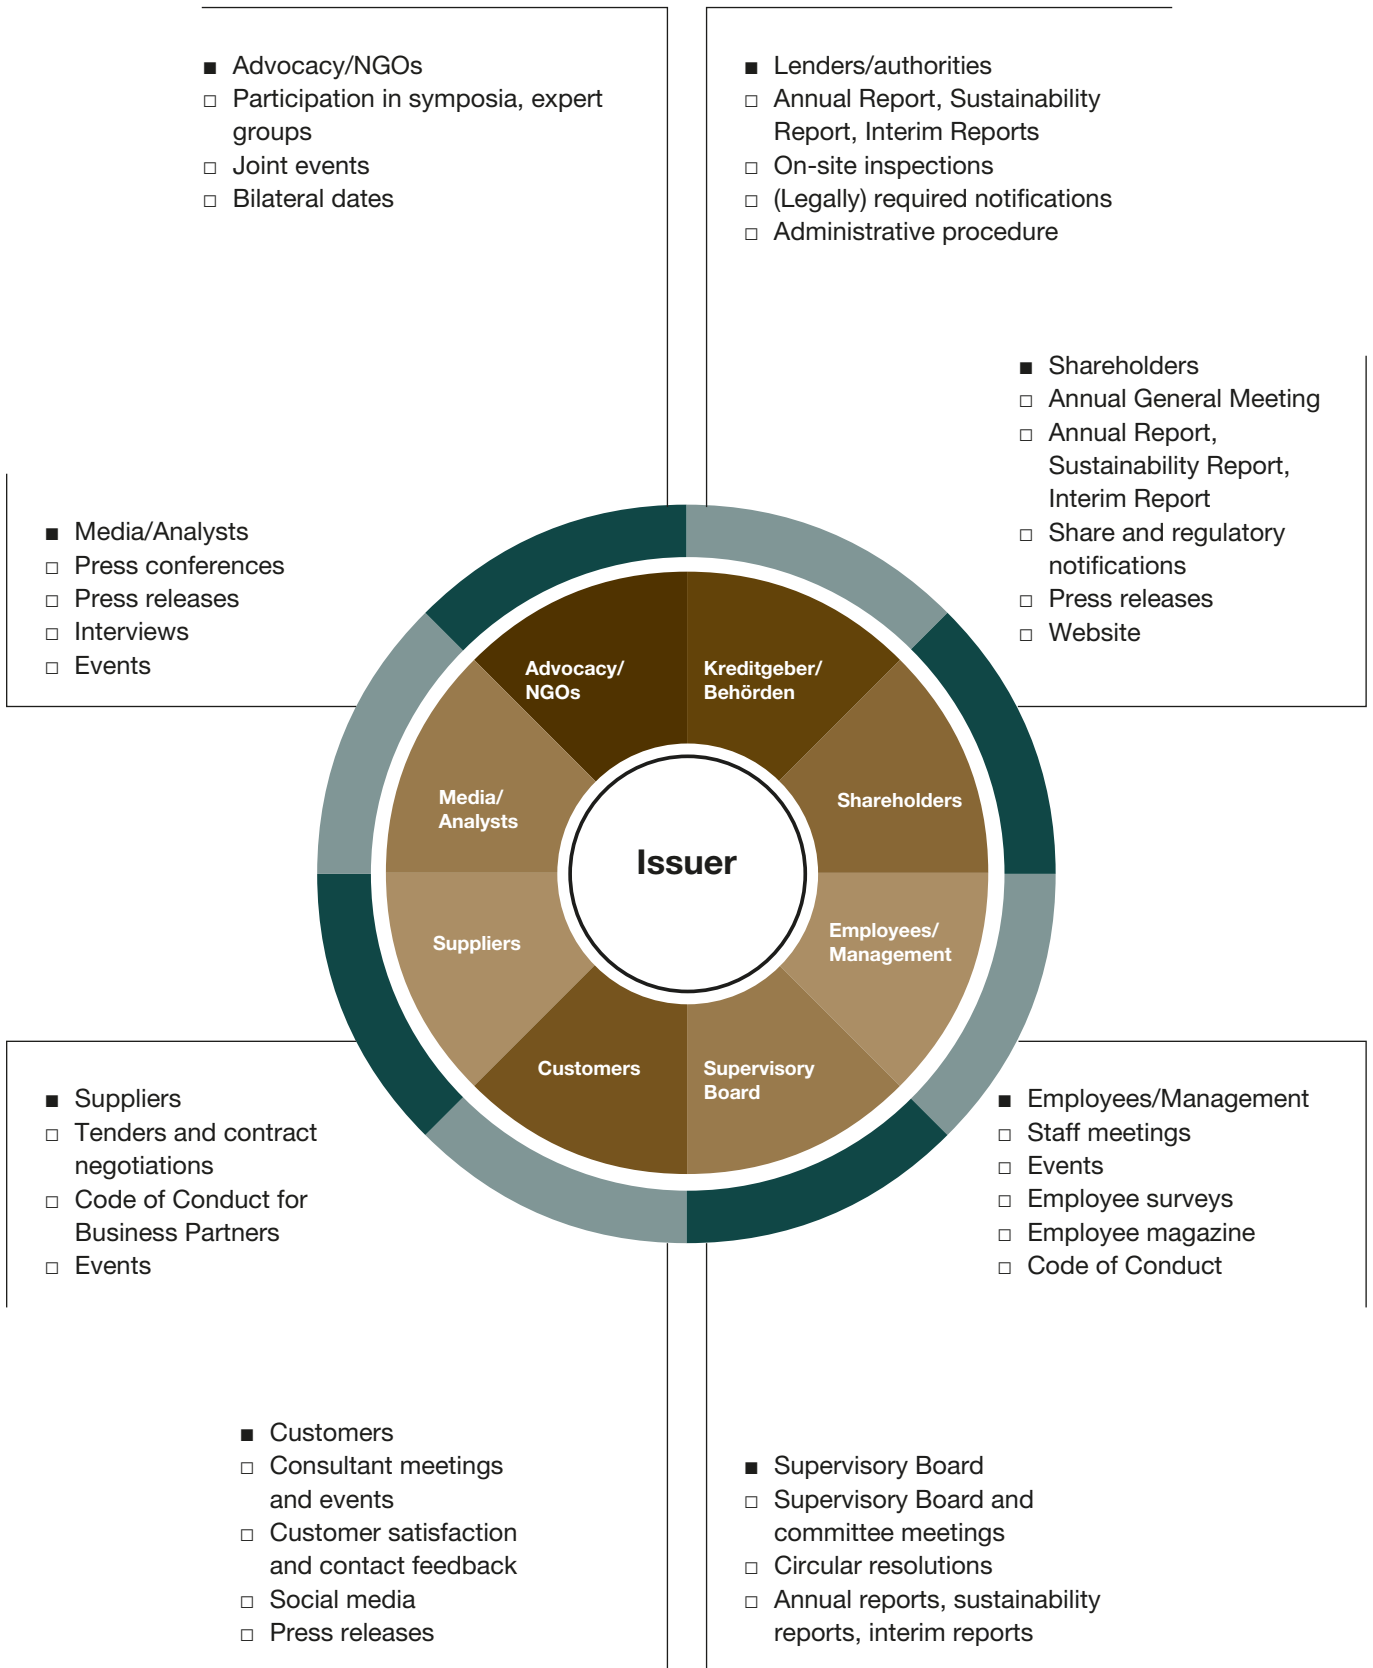 ■ Advocacy/NGOs
□ Participation in symposia, expert
groups
□ Joint events
□ Bilateral dates
■ Lenders/authorities
□ Annual Report, Sustainability
Report, Interim Reports
□ On-site inspections
□ (Legally) required notifications
□ Administrative procedure
■ Shareholders
□ Annual General Meeting
□ Annual Report,
Sustainability Report,
Interim Report
□ Share and regulatory
notifications
□ Press releases
□ Website
■ Media/Analysts
□ Press conferences
□ Press releases
□ Interviews
□ Events
Advocacy/
NGOs
Kreditgeber/
Behörden
Media/
Analysts
Shareholders
Issuer
Suppliers
Employees/
Management
Customers
Supervisory
Board
■ Suppliers
□ Tenders and contract
negotiations
□ Code of Conduct for
Business Partners
□ Events
■ Employees/Management
□ Staff meetings
□ Events
□ Employee surveys
□ Employee magazine
□ Code of Conduct
■ Customers
□ Consultant meetings
and events
□ Customer satisfaction
and contact feedback
□ Social media
□ Press releases
■ Supervisory Board
□ Supervisory Board and
committee meetings
□ Circular resolutions
□ Annual reports, sustainability
reports, interim reports